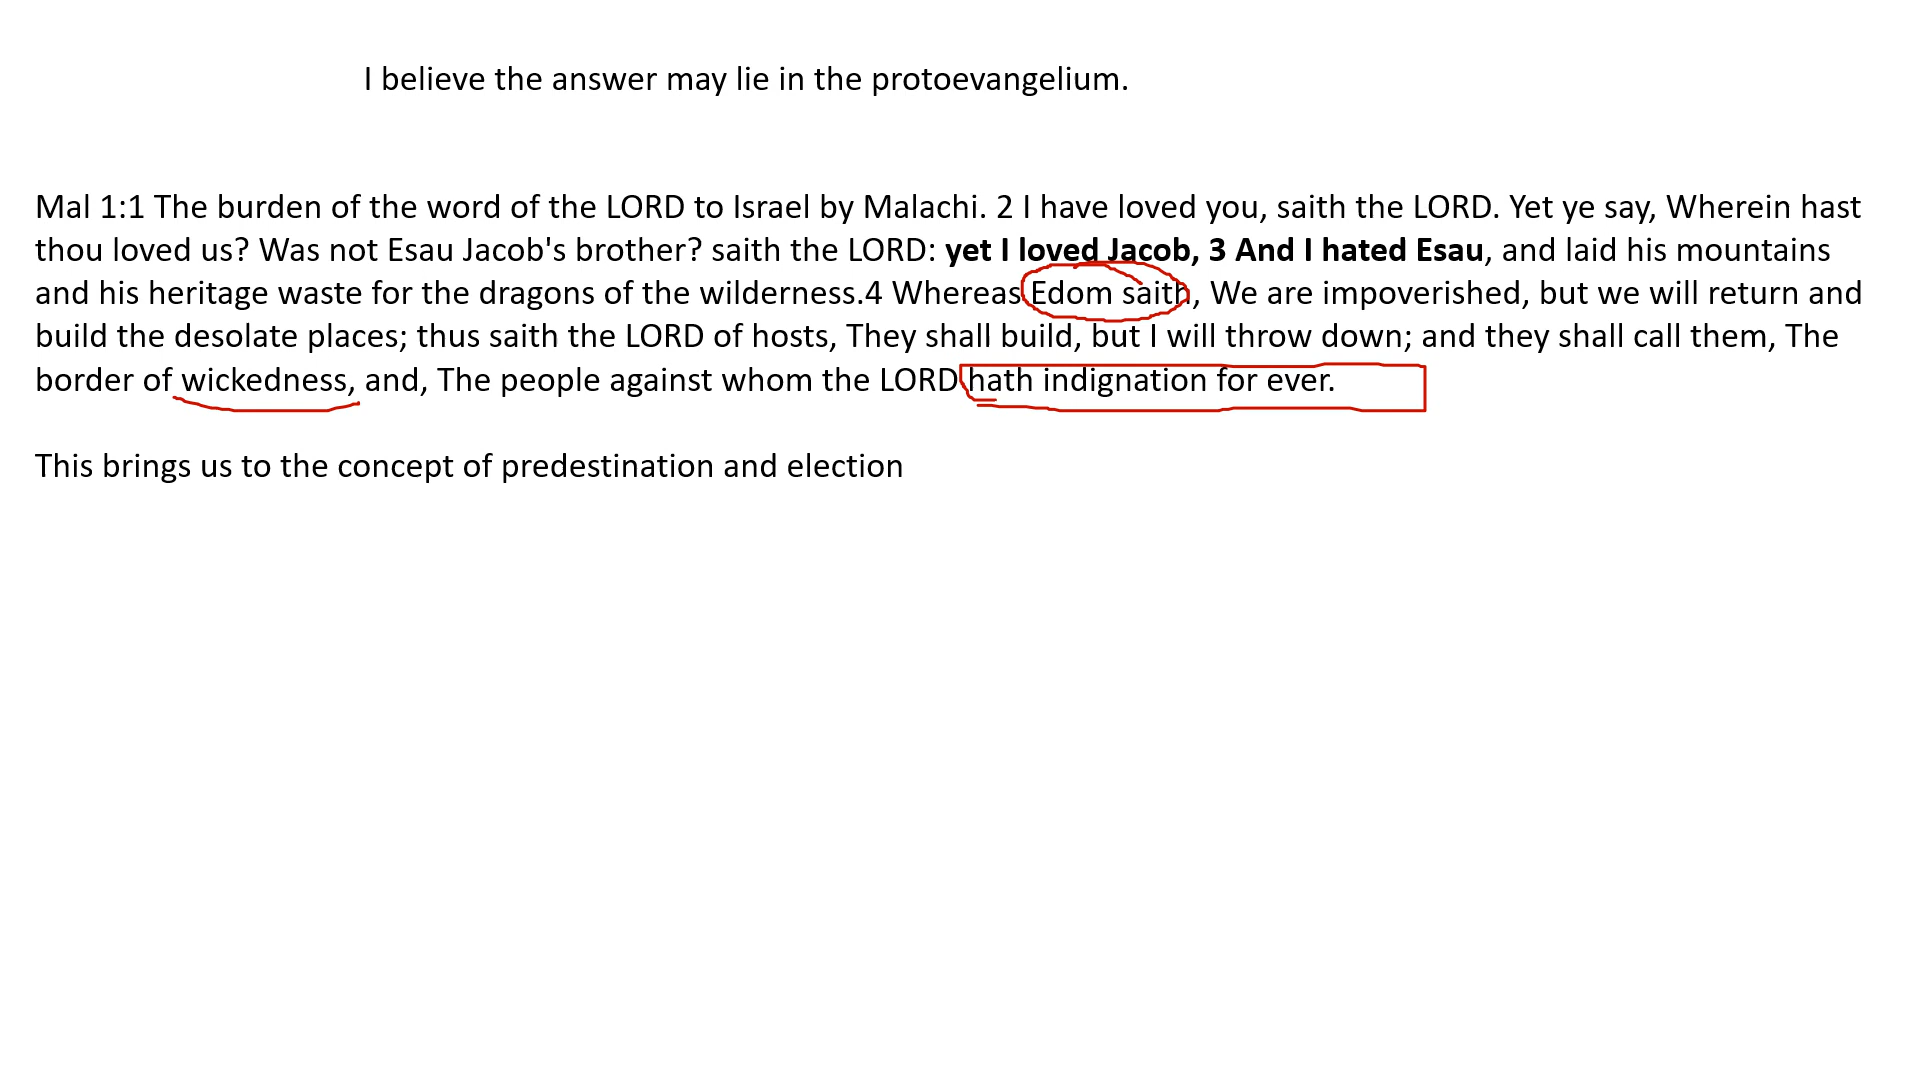 I believe the answer may lie in the protoevangelium.
Mal 1:1 The burden of the word of the LORD to Israel by Malachi. 2 I have loved you, saith the LORD. Yet ye say, Wherein hast
thou loved us? Was not Esau Jacob's brother? saith the LORD: yet I loved Jacob, 3 And I hated Esau, and laid his mountains
and his heritage waste for the dragons of the wilderness.4 Whereas Edom saith, We are impoverished, but we will return and
build the desolate places; thus saith the LORD of hosts, They shall build, but I will throw down; and they shall call them, The
border of wickedness, and, The people against whom the LORD hath indignation for ever.
This brings us to the concept of predestination and election